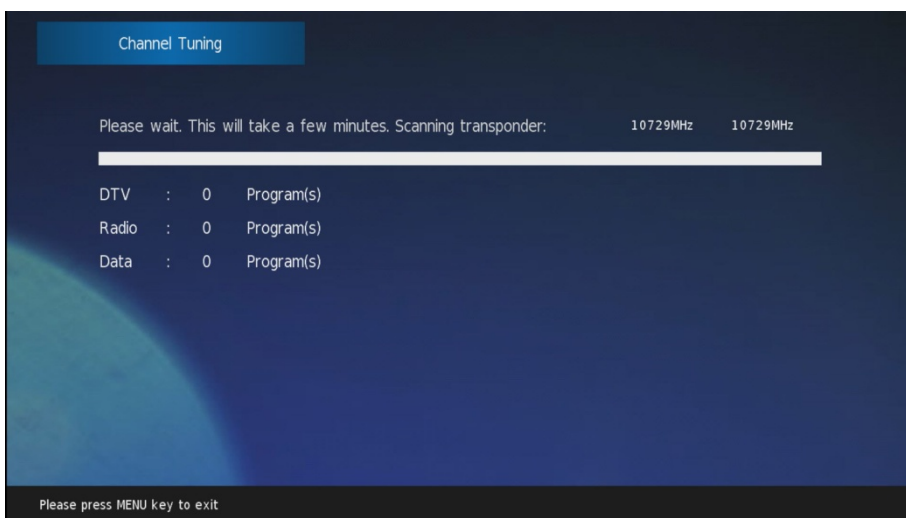 Channel Tuning
Please wait. This will take a few minutes. Scanning transponder: 10729MHz 10729MHz
DTV : 0 Program(s)
Radio : 0 Program(s)
Data : 0 Program(s)
Please press MENU key to exit